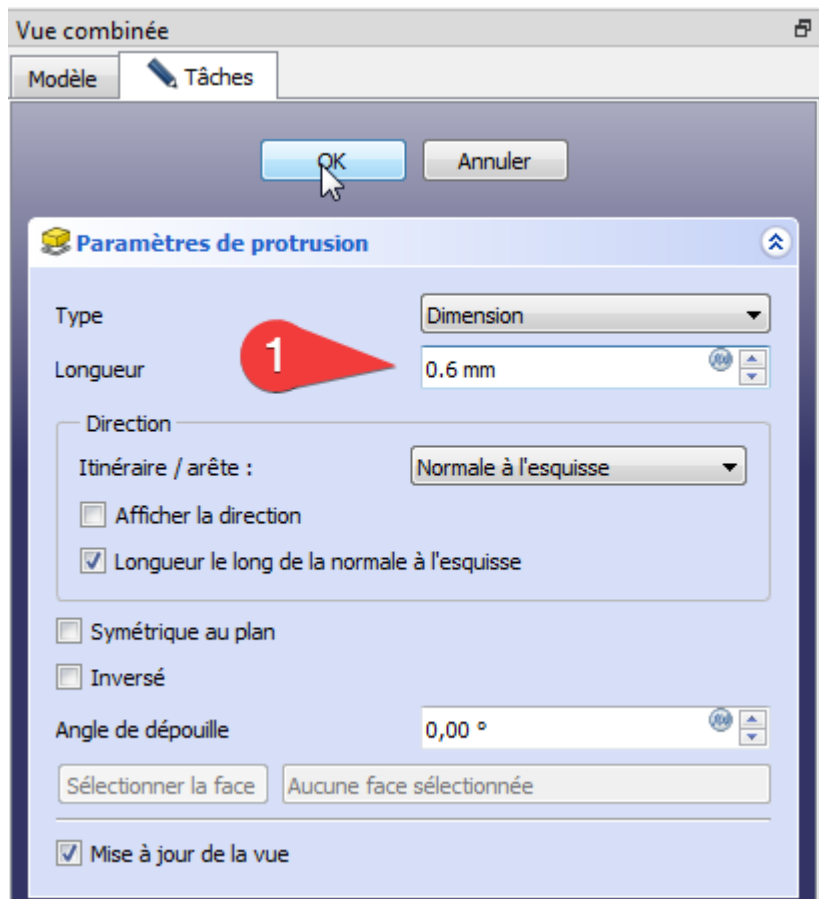 Vue combinée
Modèle Tâches
OK Annuler
Paramètres de protrusion
Type Dimension
Longueur 1 0.6 mm
Direction
Itinéraire / arête : Normale à l'esquisse
Afficher la direction
Longueur le long de la normale à l'esquisse
Symétrique au plan
Inversé
Angle de dépouille 0,00 °
Sélectionner la face Aucune face sélectionnée
Mise à jour de la vue